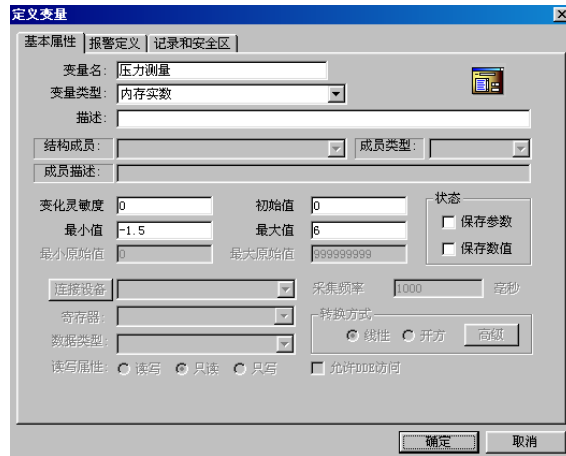 定义变量
基本属性 报警定义 记录和安全区
变量名: 压力测量
变量类型: 内存实数
描述:
结构成员: 成员类型:
成员描述:
变化灵敏度 0 初始值 0 状态
最小值 -1.5 最大值 6 保存参数
最小原始值 0 最大原始值 999999999 保存数值
连接设备 采集频率 1000 毫秒
寄存器: 转换方式
数据类型: 线性 开方 高级
读写属性: 读写 只读 只写 允许DDE访问
确定 取消